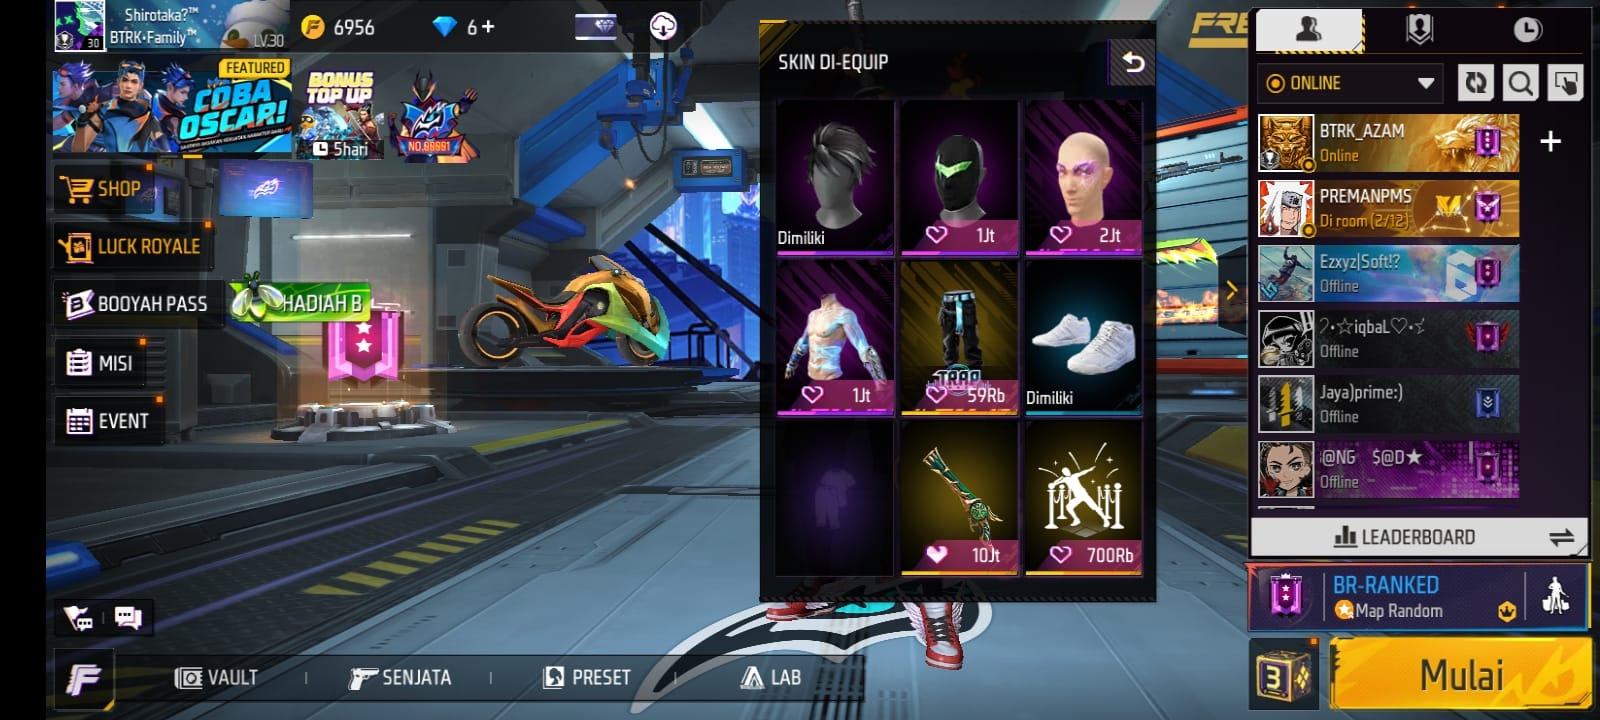 Shirotaka?™
BTRK•Family™
30
LV.30
6956
6+
FEATURED
COBA
OSCAR!
BONUS
TOP UP
5hari
NO.00001
SHOP
LUCK ROYALE
BOOYAH PASS
HADIAH B
MISI
EVENT
SKIN DI-EQUIP
Dimiliki
1Jt
2Jt
1Jt
59Rb
Dimiliki
10Jt
700Rb
FRE
ONLINE
BTRK_AZAM
Online
PREMANPMS
Di room (2/12)
Ezxyz|Soft!?
Offline
Offline
Jaya)prime:)
Offline
@NG $@D★
Offline
LEADERBOARD
BR-RANKED
Map Random
VAULT
SENJATA
PRESET
LAB
3
Mulai